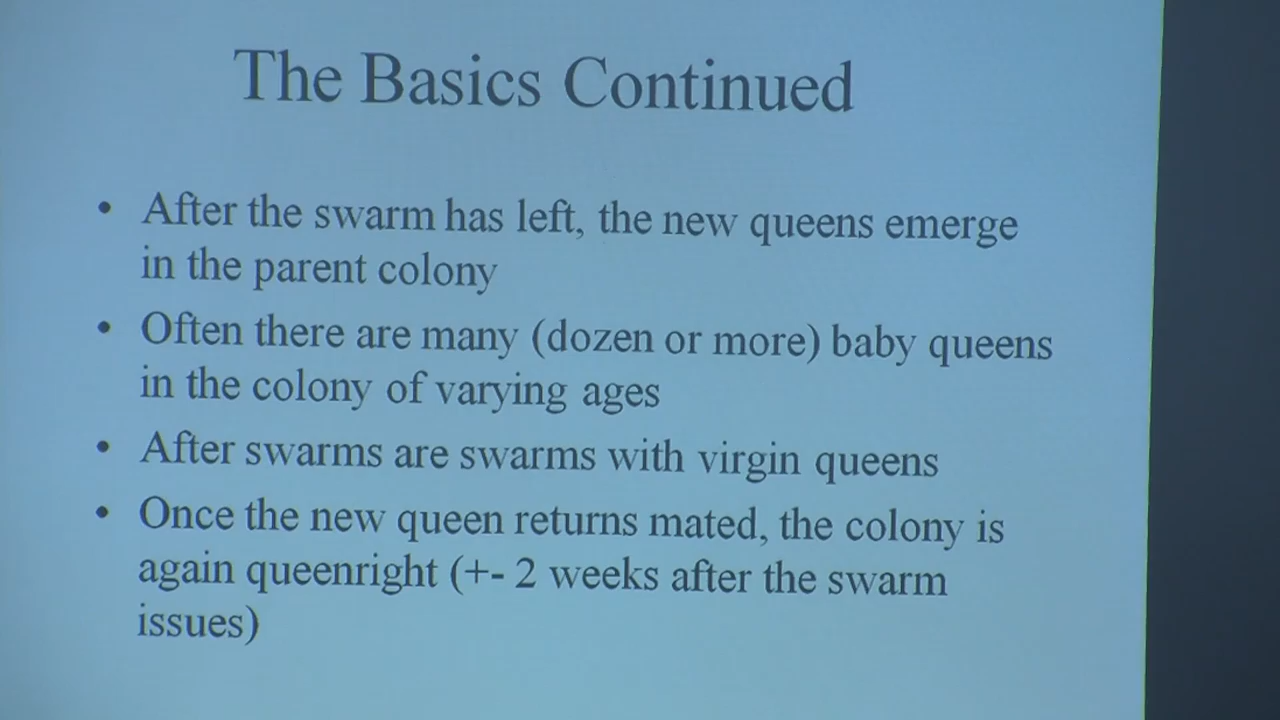 The Basics Continued
• After the swarm has left, the new queens emerge
in the parent colony
• Often there are many (dozen or more) baby queens
in the colony of varying ages
• After swarms are swarms with virgin queens
• Once the new queen returns mated, the colony is
again queenright (+- 2 weeks after the swarm
issues)